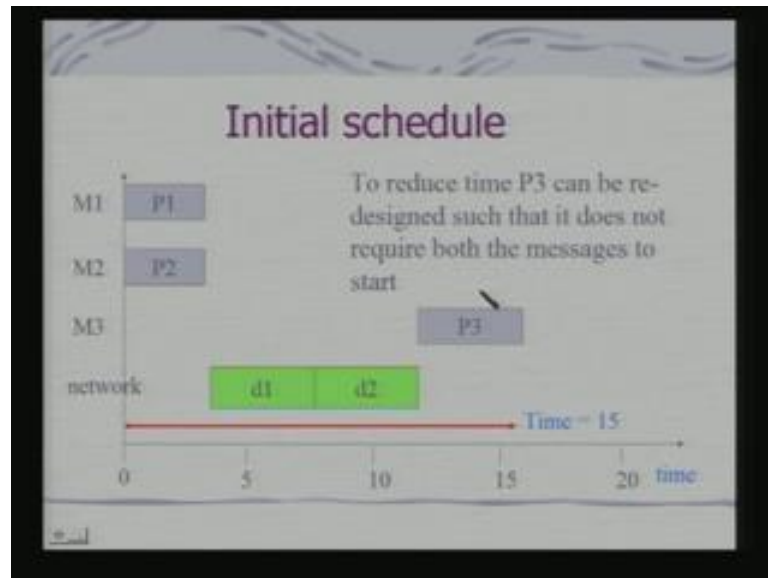 Initial schedule
To reduce time P3 can be re-
designed such that it does not
require both the messages to
start
M1 P1
M2 P2
M3 P3
network d1 d2
Time = 15
0 5 10 15 20 time